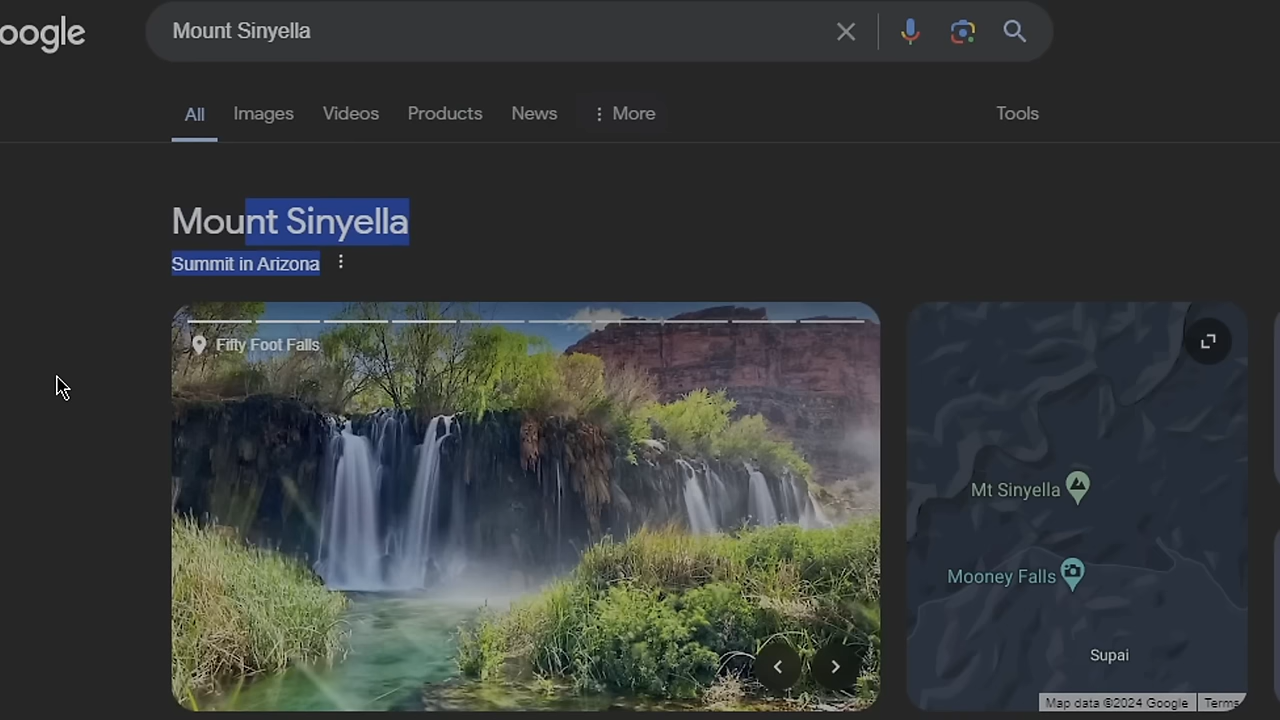 oogle
Mount Sinyella
All Images Videos Products News More Tools
Mount Sinyella
Summit in Arizona
Fifty Foot Falls
Mt Sinyella
Mooney Falls
Supai
Map data ©2024 Google Terms